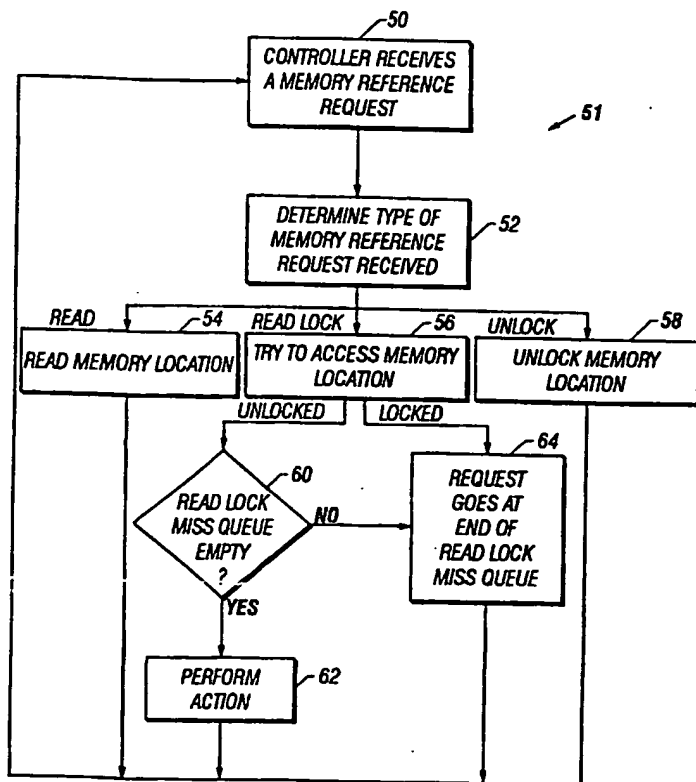 50
CONTROLLER RECEIVES
A MEMORY REFERENCE
REQUEST
51
DETERMINE TYPE OF
MEMORY REFERENCE
REQUEST RECEIVED
52
READ
54
READ MEMORY LOCATION
READ LOCK
56
TRY TO ACCESS MEMORY
LOCATION
UNLOCK
58
UNLOCK MEMORY
LOCATION
UNLOCKED
LOCKED
60
READ LOCK
MISS QUEUE
EMPTY
?
NO
YES
64
REQUEST
GOES AT
END OF
READ LOCK
MISS QUEUE
PERFORM
ACTION
62